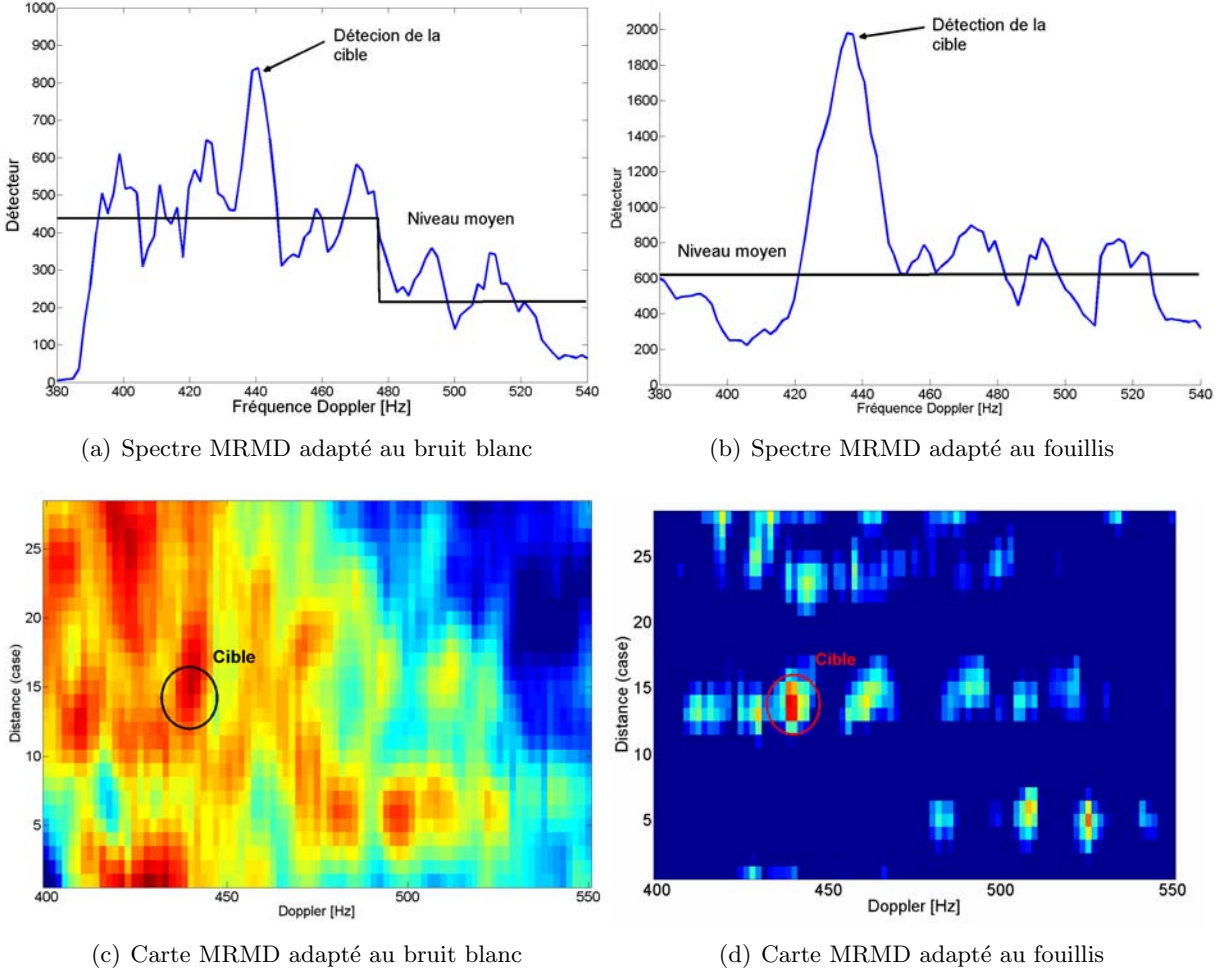 1000
900
800
700
600
500
400
300
200
100
0
Détecteur
Détecion de la
cible
Niveau moyen
380 400 420 440 460 480 500 520 540
Fréquence Doppler [Hz]
(a) Spectre MRMD adapté au bruit blanc
2000
1800
1600
1400
1200
1000
800
600
400
200
0
Détecteur
Détection de la
cible
Niveau moyen
380 400 420 440 460 480 500 520 540
Fréquence Doppler [Hz]
(b) Spectre MRMD adapté au fouillis
25
20
15
10
5
Distance (case)
Cible
400 450 500 550
Doppler [Hz]
(c) Carte MRMD adapté au bruit blanc
25
20
15
10
5
Distance (case)
Cible
400 450 500 550
Doppler [Hz]
(d) Carte MRMD adapté au fouillis